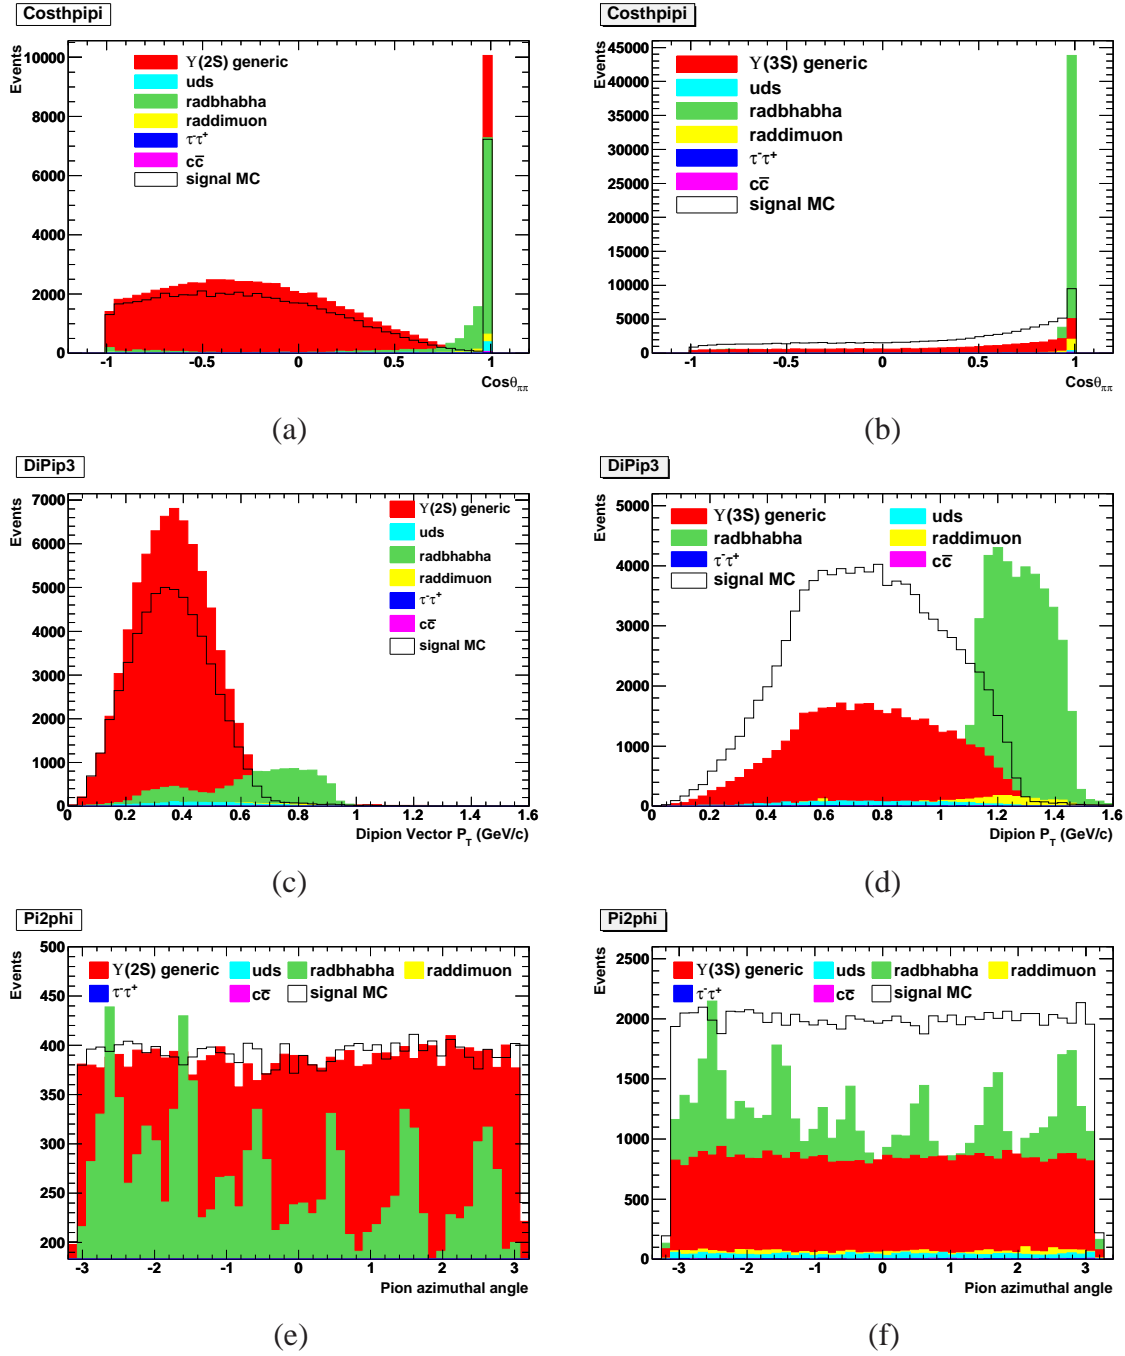 Costhpipi
Events
10000
8000
6000
4000
2000
0
ϒ(2S) generic
uds
radbhabha
raddimuon
τ⁻τ⁺
cc̅
signal MC
-1 -0.5 0 0.5 1
Cosθππ
(a)
Costhpipi
Events
45000
40000
35000
30000
25000
20000
15000
10000
5000
0
ϒ(3S) generic
uds
radbhabha
raddimuon
τ⁻τ⁺
cc̅
signal MC
-1 -0.5 0 0.5 1
Cosθππ
(b)
DiPip3
Events
7000
6000
5000
4000
3000
2000
1000
0
ϒ(2S) generic
uds
radbhabha
raddimuon
τ⁻τ⁺
cc̅
signal MC
0 0.2 0.4 0.6 0.8 1 1.2 1.4 1.6
Dipion Vector P_T (GeV/c)
(c)
DiPip3
Events
5000
4000
3000
2000
1000
0
ϒ(3S) generic uds
radbhabha raddimuon
τ⁻τ⁺ cc̅
signal MC
0 0.2 0.4 0.6 0.8 1 1.2 1.4 1.6
Dipion P_T (GeV/c)
(d)
Pi2phi
Events
500
450
400
350
300
250
200
ϒ(2S) generic uds radbhabha raddimuon
τ⁻τ⁺ cc̅ signal MC
-3 -2 -1 0 1 2 3
Pion azimuthal angle
(e)
Pi2phi
Events
2500
2000
1500
1000
500
0
ϒ(3S) generic uds radbhabha raddimuon
τ⁻τ⁺ cc̅ signal MC
-3 -2 -1 0 1 2 3
Pion azimuthal angle
(f)